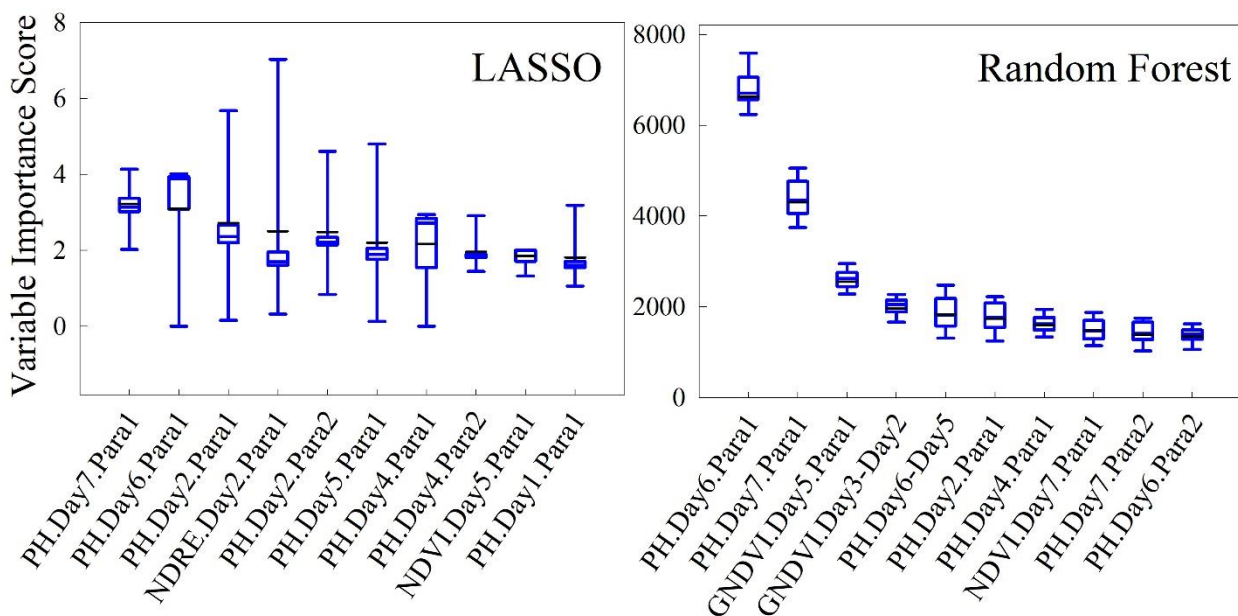 Variable Importance Score
8
6
4
2
0
LASSO
PH.Day7.Para1
PH.Day6.Para1
PH.Day2.Para1
NDRE.Day2.Para1
PH.Day2.Para2
PH.Day5.Para1
PH.Day4.Para1
PH.Day4.Para2
NDVI.Day5.Para1
PH.Day1.Para1
8000
6000
4000
2000
0
Random Forest
PH.Day6.Para1
PH.Day7.Para1
GNDVI.Day5.Para1
GNDVI.Day3-Day2
PH.Day6-Day5
PH.Day2.Para1
PH.Day4.Para1
NDVI.Day7.Para1
PH.Day7.Para2
PH.Day6.Para2